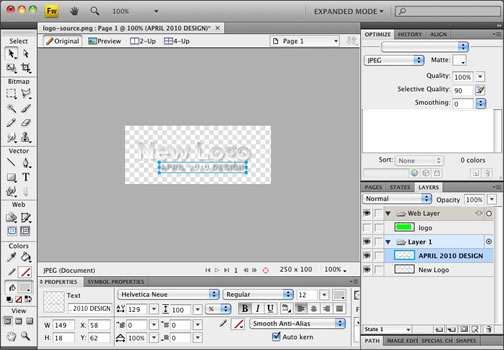 Fw
100%
EXPANDED MODE
logo-source.png : Page 1 @ 100% (APRIL 2010 DESIGN)*
Original
Preview
2-Up
4-Up
Page 1
Select
Bitmap
Vector
Web
Colors
View
New Logo
APRIL 2010 DESIGN
JPEG (Document)
1
250 x 100
100%
PROPERTIES
SYMBOL PROPERTIES
Text
. 2010 DESIGN
Helvetica Neue
Regular
12
129
100
%
B
I
U
0
0
100%
0
0
Smooth Anti-Alias
Auto kern
W: 149
X: 58
H: 18
Y: 62
OPTIMIZE
HISTORY
ALIGN
JPEG
Matte:
Quality: 100%
Selective Quality: 90
Smoothing: 0
Sort: None
0 colors
PAGES
STATES
LAYERS
Normal
Opacity 100%
Web Layer
logo
Layer 1
APRIL 2010 DESIGN
New Logo
State 1
PATH
IMAGE EDIT
SPECIAL CH
SHAPES